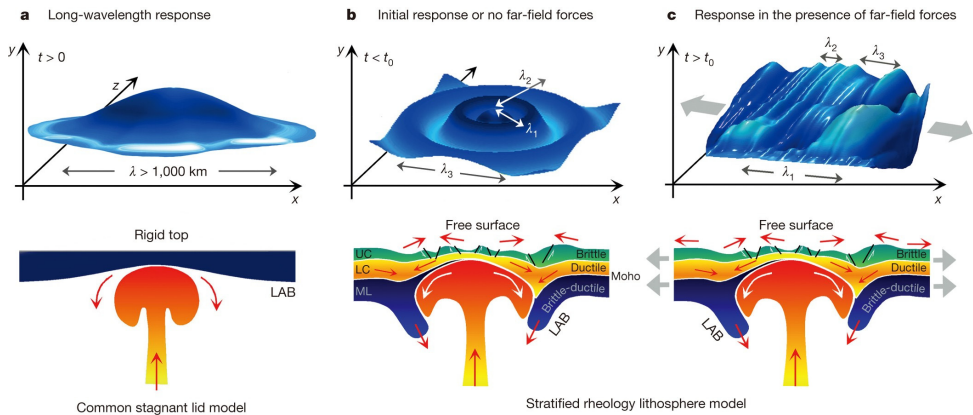 a Long-wavelength response
y
t > 0
z
λ > 1,000 km
x
Rigid top
LAB
Common stagnant lid model
b Initial response or no far-field forces
y
t < t0
λ2
λ1
λ3
x
Free surface
UC
Brittle
LC
Ductile
Moho
ML
Brittle-ductile
LAB
c Response in the presence of far-field forces
y
t > t0
λ2
λ3
λ1
x
Free surface
Brittle
Ductile
Brittle-ductile
LAB
Stratified rheology lithosphere model